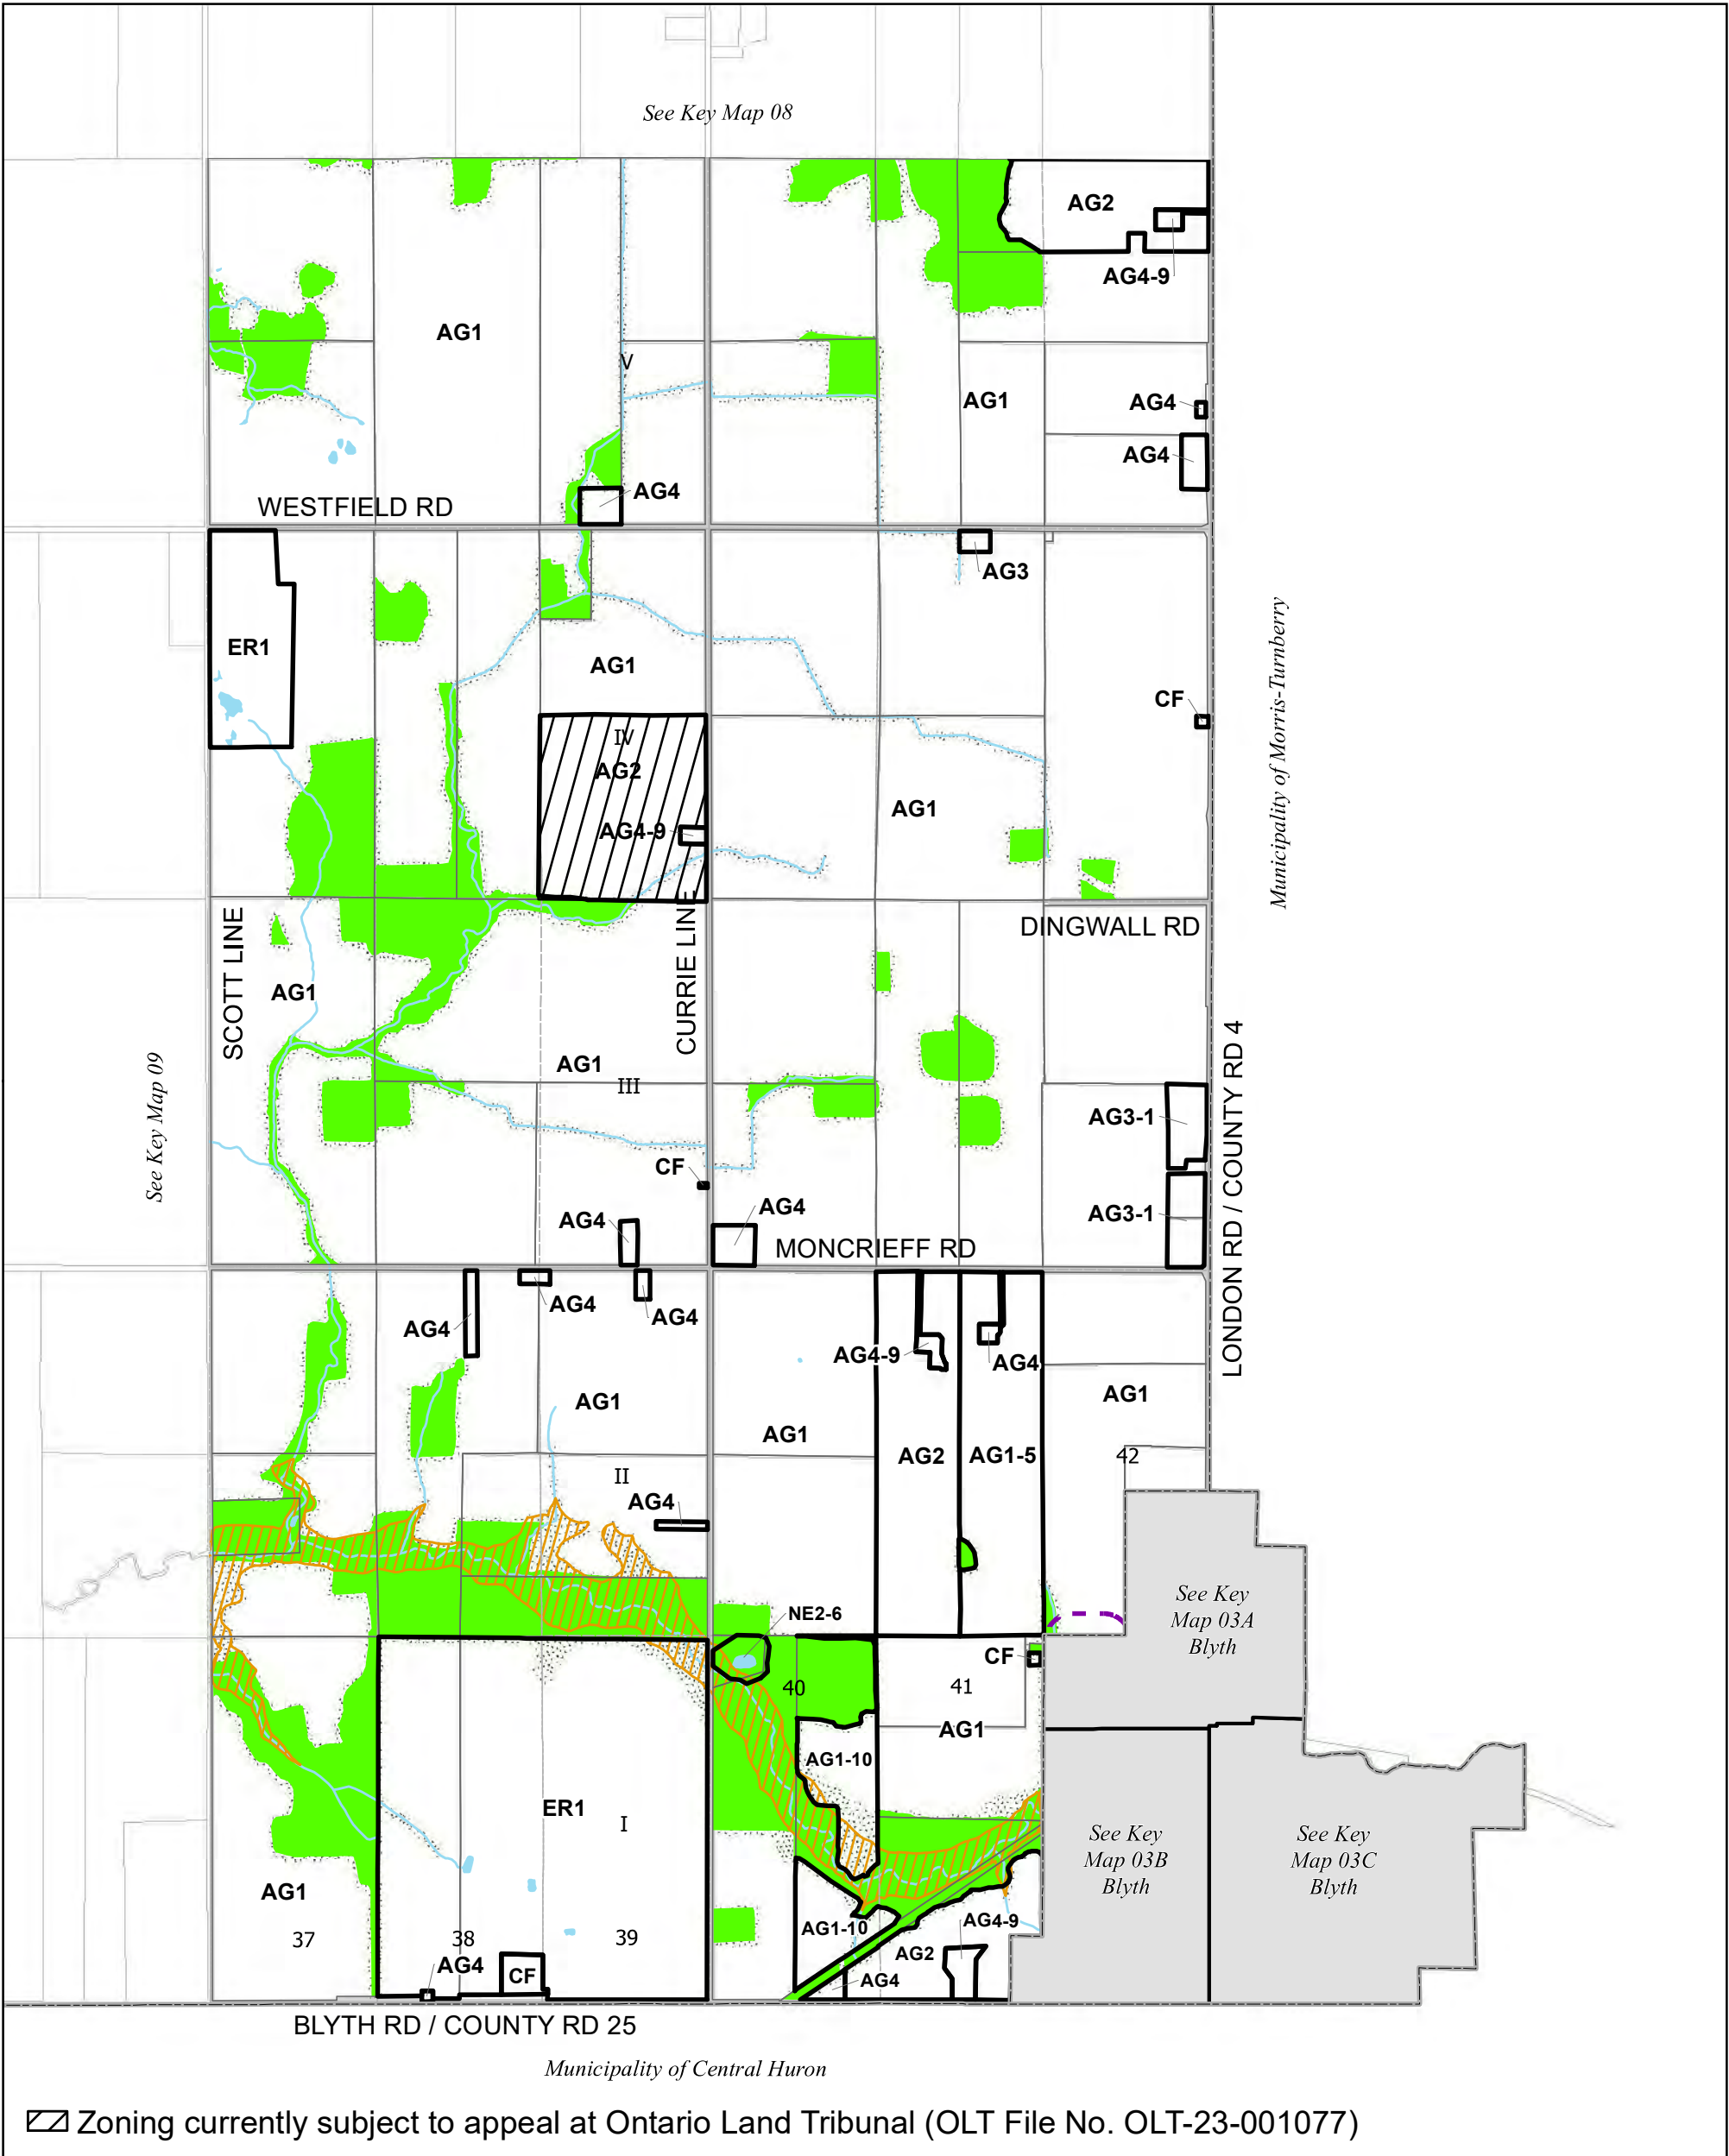 See Key Map 08
AG2
AG4-9
AG1
V
AG1
AG4
AG4
AG4
WESTFIELD RD
AG3
ER1
AG1
CF
IV
AG2
AG4-9
AG1
Municipality of Morris-Turnberry
SCOTT LINE
CURRIE LINE
DINGWALL RD
AG1
AG1
III
See Key Map 09
LONDON RD / COUNTY RD 4
AG3-1
CF
AG4
AG4
AG3-1
MONCRIEFF RD
AG4
AG4
AG4
AG4-9
AG4
AG1
AG1
AG1
AG2
AG1-5
42
II
AG4
See Key
Map 03A
Blyth
NE2-6
CF
40
41
AG1
AG1-10
ER1
I
See Key
Map 03B
Blyth
See Key
Map 03C
Blyth
AG1
37
38
39
AG1-10
AG4-9
AG2
AG4
CF
AG4
BLYTH RD / COUNTY RD 25
Municipality of Central Huron
Zoning currently subject to appeal at Ontario Land Tribunal (OLT File No. OLT-23-001077)